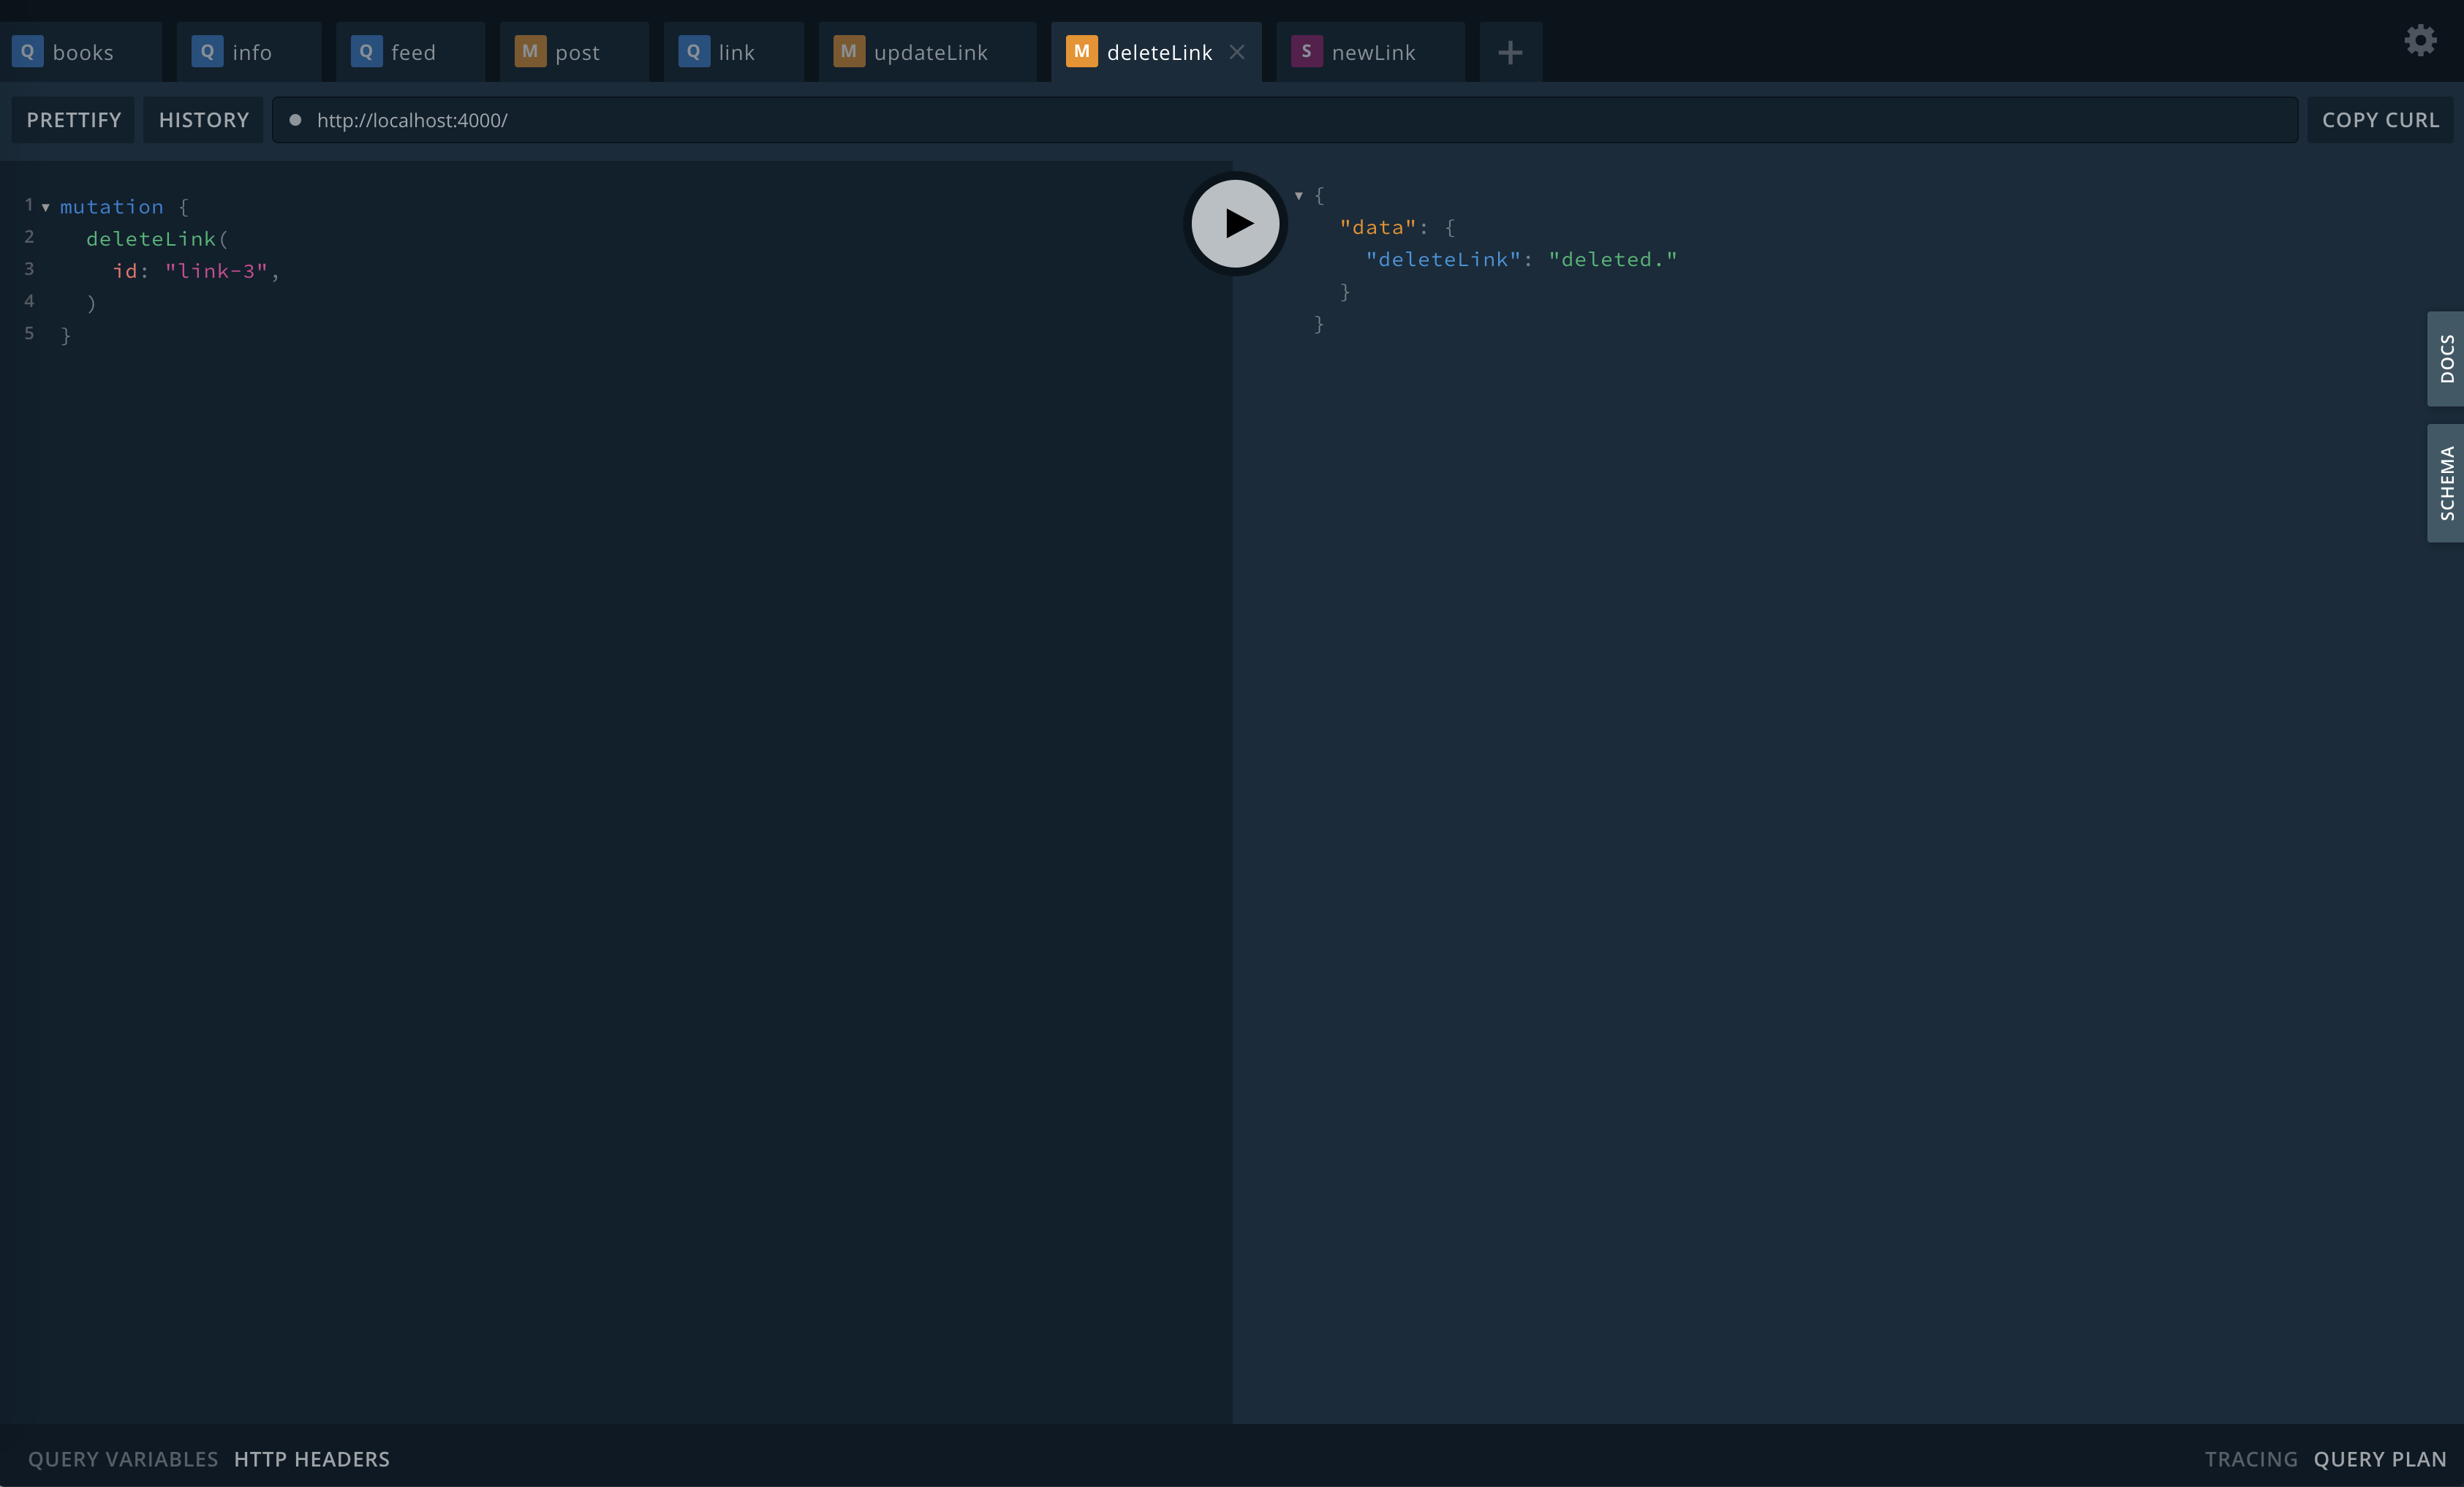 Q books Q info Q feed M post Q link M updateLink M deleteLink S newLink
PRETTIFY HISTORY http://localhost:4000/ COPY CURL
1 mutation {
2 deleteLink(
3 id: "link-3",
4 )
5 }
{
"data": {
"deleteLink": "deleted."
}
}
DOCS
SCHEMA
QUERY VARIABLES HTTP HEADERS TRACING QUERY PLAN